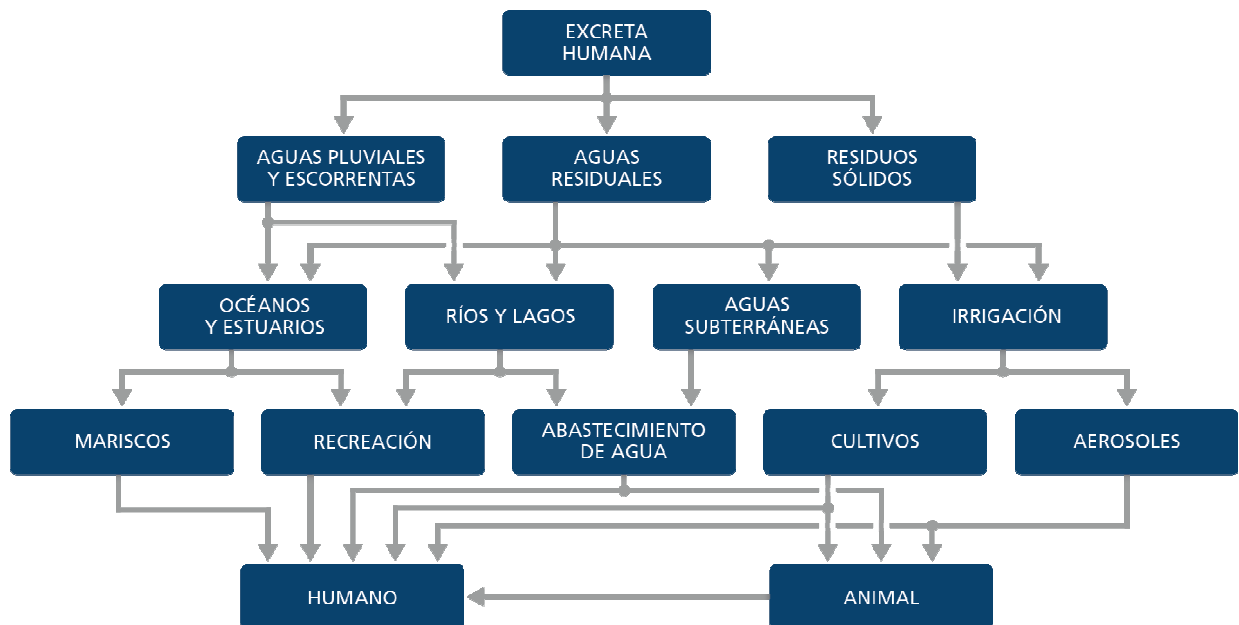 EXCRETA
HUMANA
AGUAS PLUVIALES
Y ESCORRENTAS
AGUAS
RESIDUALES
RESIDUOS
SÓLIDOS
OCÉANOS
Y ESTUARIOS
RÍOS Y LAGOS
AGUAS
SUBTERRÁNEAS
IRRIGACIÓN
MARISCOS
RECREACIÓN
ABASTECIMIENTO
DE AGUA
CULTIVOS
AEROSOLES
HUMANO
ANIMAL